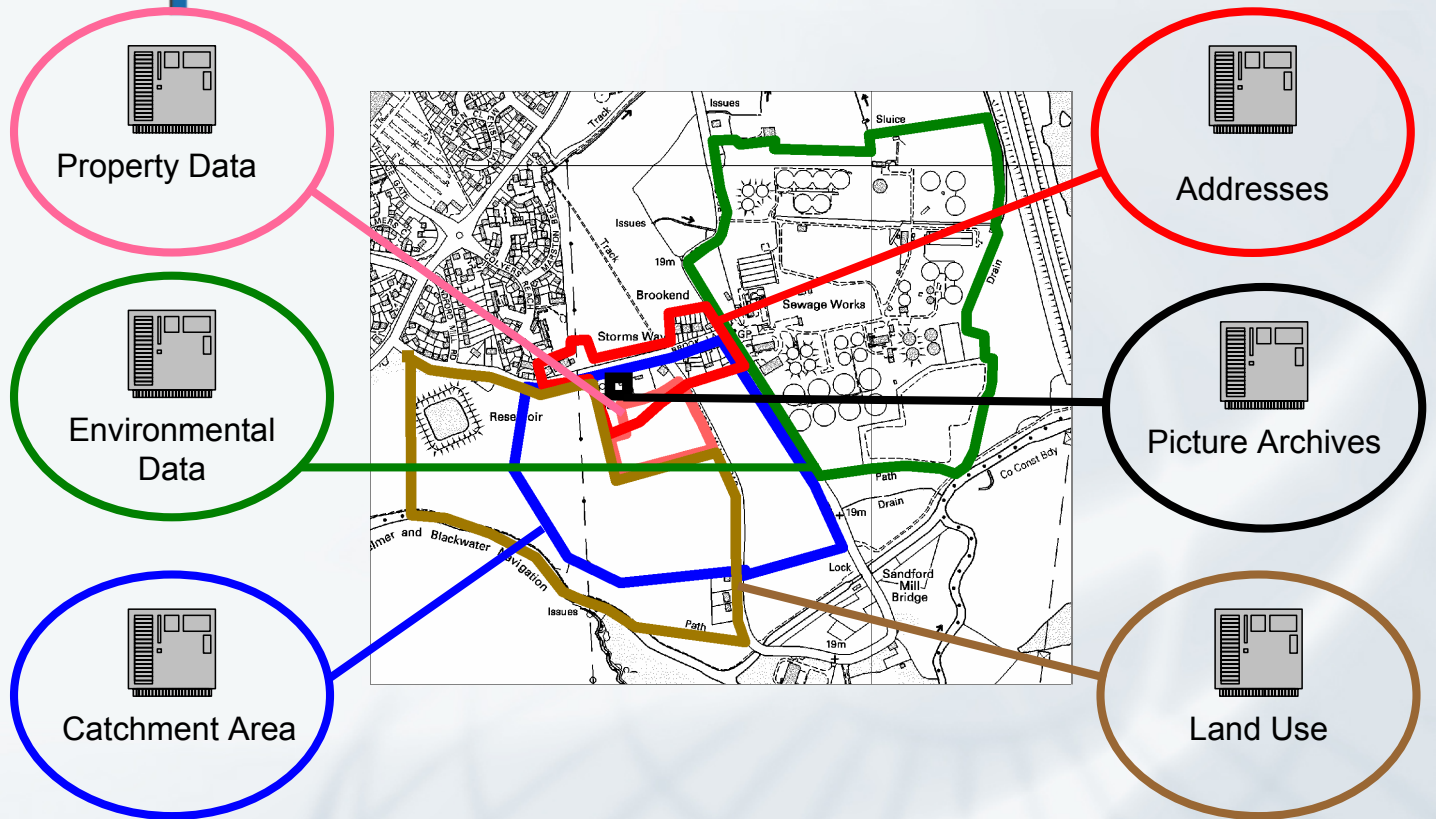 Property Data
Environmental
Data
Catchment Area
Addresses
Picture Archives
Land Use
Issues
Sluice
Track
Issues
Track
19m
Brookend
Storms Way
Sewage Works
Drain
Reservoir
Path
Co Const Bdy
Drain
19m
Lock
Sandford
Mill
Bridge
elmer and Blackwater Navigation
Issues
Path
19m